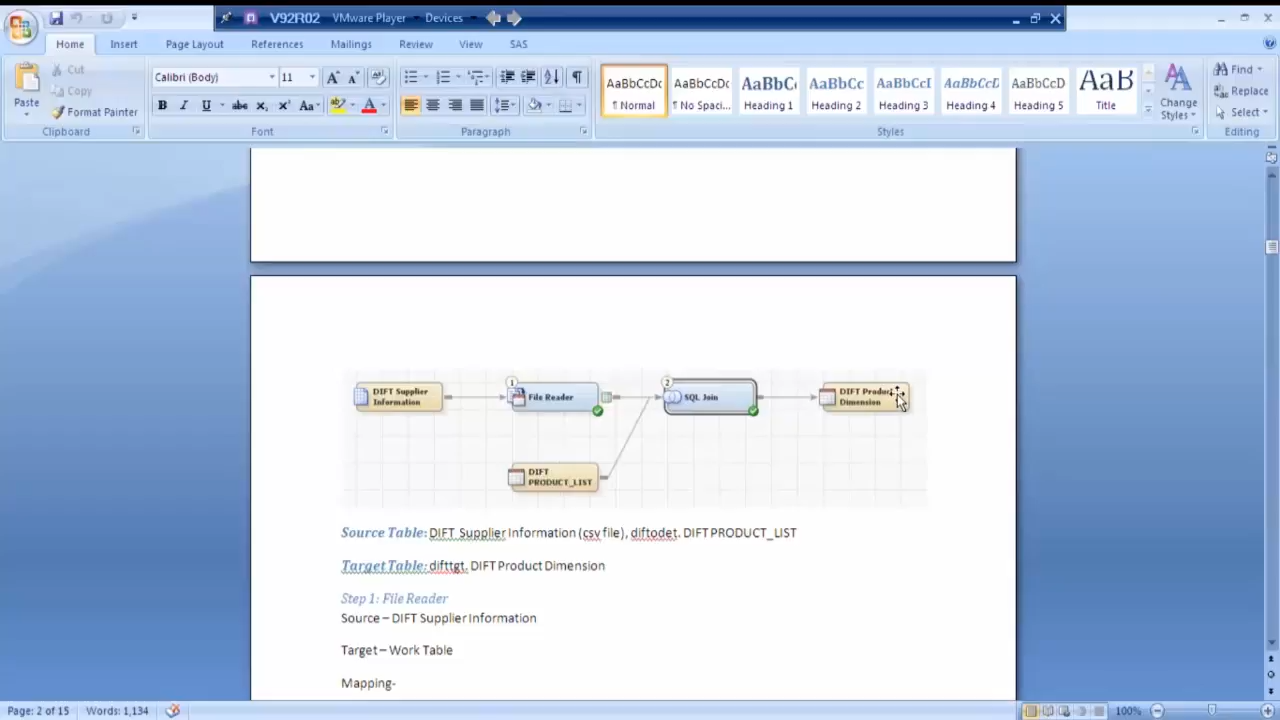 V92R02 VMware Player Devices
Home Insert Page Layout References Mailings Review View SAS
Cut
Copy
Paste
Format Painter
Clipboard
Calibri (Body) 11
Font
Paragraph
AaBbCcDc AaBbCcDc AaBbC AaBbCc AaBbCcI AaBbCcD AaBbCcD AaB
¶ Normal ¶ No Spaci... Heading 1 Heading 2 Heading 3 Heading 4 Heading 5 Title
Change Styles
Styles
Find
Replace
Select
Editing
DIFT Supplier
Information
1
File Reader
2
SQL Join
DIFT Product
Dimension
DIFT
PRODUCT_LIST
Source Table: DIFT Supplier Information (csv file), diftodet. DIFT PRODUCT_LIST
Target Table: difttgt. DIFT Product Dimension
Step 1: File Reader
Source – DIFT Supplier Information
Target – Work Table
Mapping-
Page: 2 of 15 Words: 1,134 100%